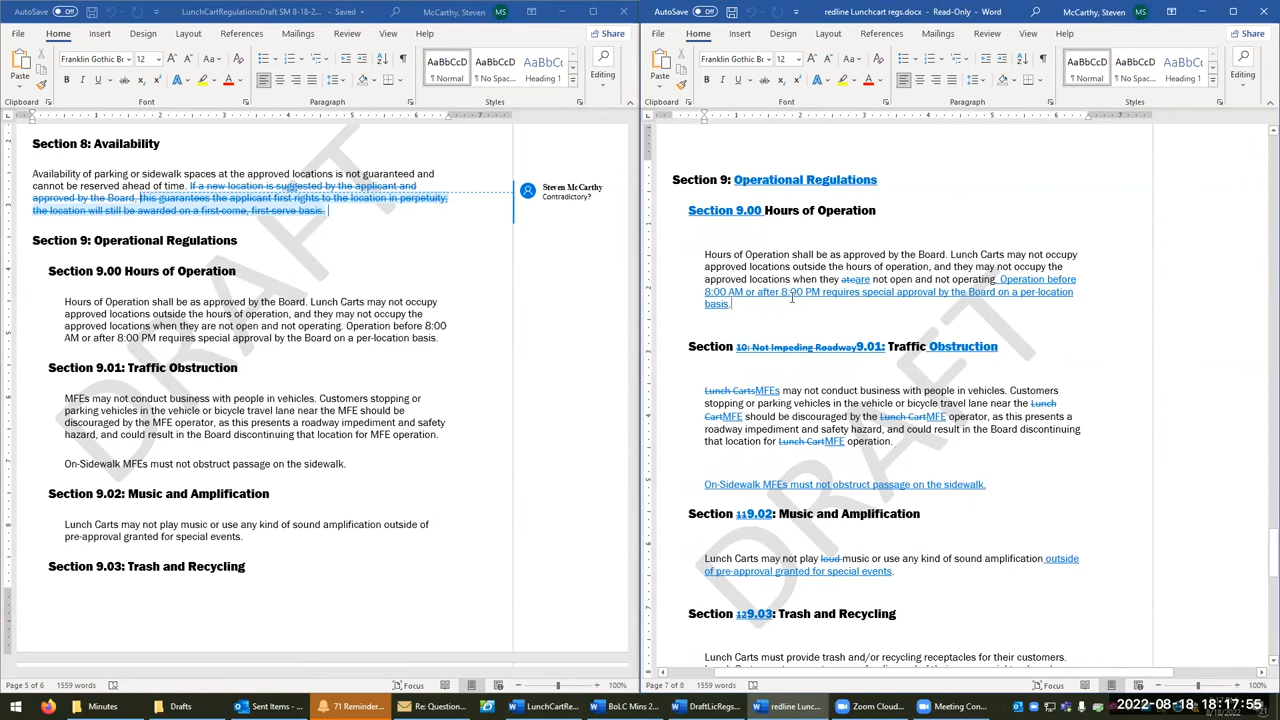 AutoSave Off LunchCartRegulationsDraft SM 8-18-2... - Saved McCarthy, Steven MS
File Home Insert Design Layout References Mailings Review View Help Share
Paste Franklin Gothic B 12 AaBbCcD AaBbCcD AaBbCc Editing
¶ Normal ¶ No Spac... Heading 1
Clipboard Font Paragraph Styles
Section 8: Availability
Availability of parking or sidewalk spaces at the approved locations is not guaranteed and
cannot be reserved ahead of time. If a new location is suggested by the applicant and
approved by the Board, this guarantees the applicant first rights to the location in perpetuity;
the location will still be awarded on a first-come, first-serve basis.
Steven McCarthy
Contradictory?
Section 9: Operational Regulations
Section 9.00 Hours of Operation
Hours of Operation shall be as approved by the Board. Lunch Carts may not occupy
approved locations outside the hours of operation, and they may not occupy the
approved locations when they are not open and not operating. Operation before 8:00
AM or after 8:00 PM requires special approval by the Board on a per-location basis.
Section 9.01: Traffic Obstruction
MFEs may not conduct business with people in vehicles. Customers stopping or
parking vehicles in the vehicle or bicycle travel lane near the MFE should be
discouraged by the MFE operator, as this presents a roadway impediment and safety
hazard, and could result in the Board discontinuing that location for MFE operation.
On-Sidewalk MFEs must not obstruct passage on the sidewalk.
Section 9.02: Music and Amplification
Lunch Carts may not play music or use any kind of sound amplification outside of
pre-approval granted for special events.
Section 9.03: Trash and Recycling
Page 5 of 6 1559 words Focus 100%
AutoSave Off redline Lunchcart regs.docx - Read-Only - Word McCarthy, Steven MS
File Home Insert Design Layout References Mailings Review View Help Share
Paste Franklin Gothic B 12 AaBbCcD AaBbCcD AaBbCc Editing
¶ Normal ¶ No Spac... Heading 1
Clipboard Font Paragraph Styles
Section 9: Operational Regulations
Section 9.00 Hours of Operation
Hours of Operation shall be as approved by the Board. Lunch Carts may not occupy
approved locations outside the hours of operation, and they may not occupy the
approved locations when they ateare not open and not operating. Operation before
8:00 AM or after 8:00 PM requires special approval by the Board on a per-location
basis.
Section 10: Not Impeding Roadway9.01: Traffic Obstruction
Lunch CartsMFEs may not conduct business with people in vehicles. Customers
stopping or parking vehicles in the vehicle or bicycle travel lane near the Lunch
CartMFE should be discouraged by the Lunch CartMFE operator, as this presents a
roadway impediment and safety hazard, and could result in the Board discontinuing
that location for Lunch CartMFE operation.
On-Sidewalk MFEs must not obstruct passage on the sidewalk.
Section 119.02: Music and Amplification
Lunch Carts may not play loud music or use any kind of sound amplification outside
of pre-approval granted for special events.
Section 129.03: Trash and Recycling
Lunch Carts must provide trash and/or recycling receptacles for their customers.
Page 7 of 8 1559 words Focus 100%
DRAFT
DRAFT
Minutes Drafts Sent Items - ... 71 Reminder... Re: Question... LunchCartRe... BoLC Mins 2... DraftLicRegs... redline Lunc... Zoom Cloud ... Meeting Con...
2022-08-18 18:17:55